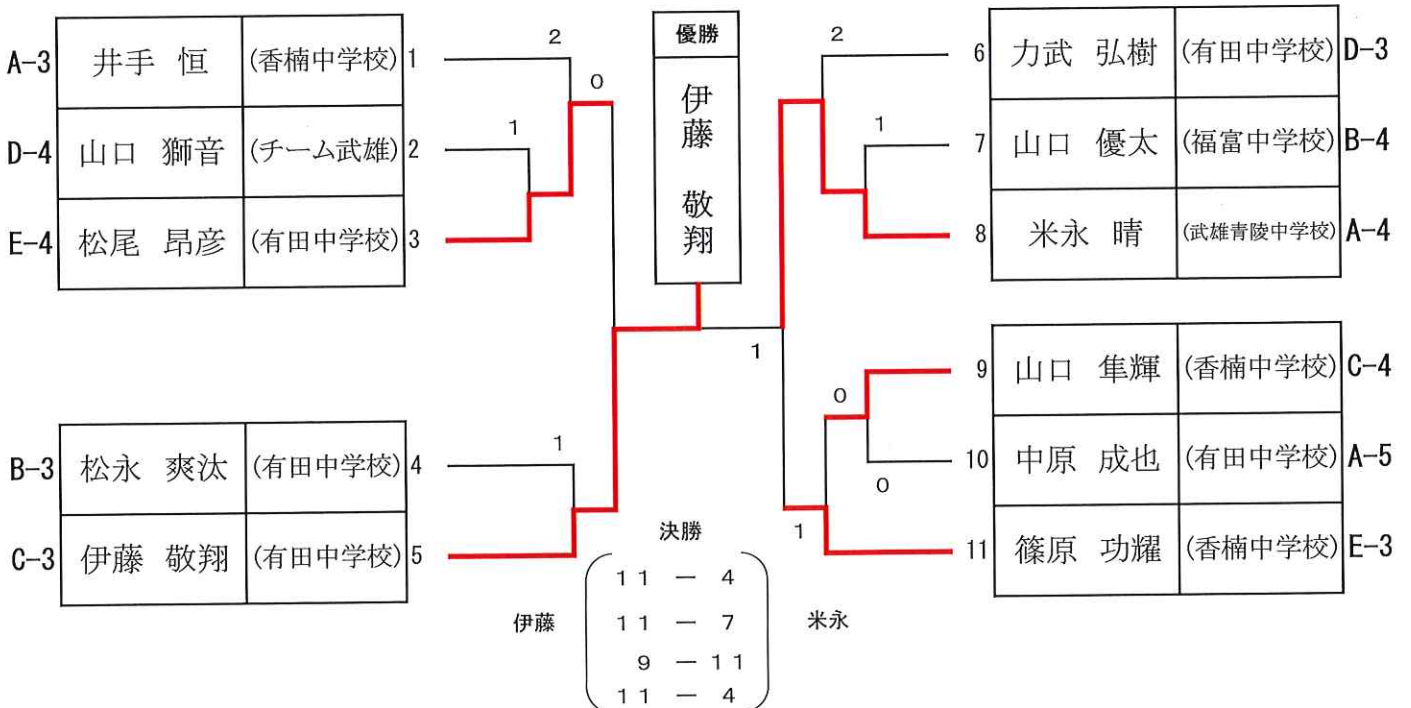 A-3 井手 恒 (香楠中学校) 1
D-4 山口 獅音 (チーム武雄) 2
E-4 松尾 昂彦 (有田中学校) 3
B-3 松永 爽汰 (有田中学校) 4
C-3 伊藤 敬翔 (有田中学校) 5
2
0
1
1
優勝
伊藤 敬翔
1
2
1
0
0
1
6 力武 弘樹 (有田中学校) D-3
7 山口 優太 (福富中学校) B-4
8 米永 晴 (武雄青陵中学校) A-4
9 山口 隼輝 (香楠中学校) C-4
10 中原 成也 (有田中学校) A-5
11 篠原 功耀 (香楠中学校) E-3
決勝
伊藤
11 − 4
11 − 7
9 − 11
11 − 4
米永